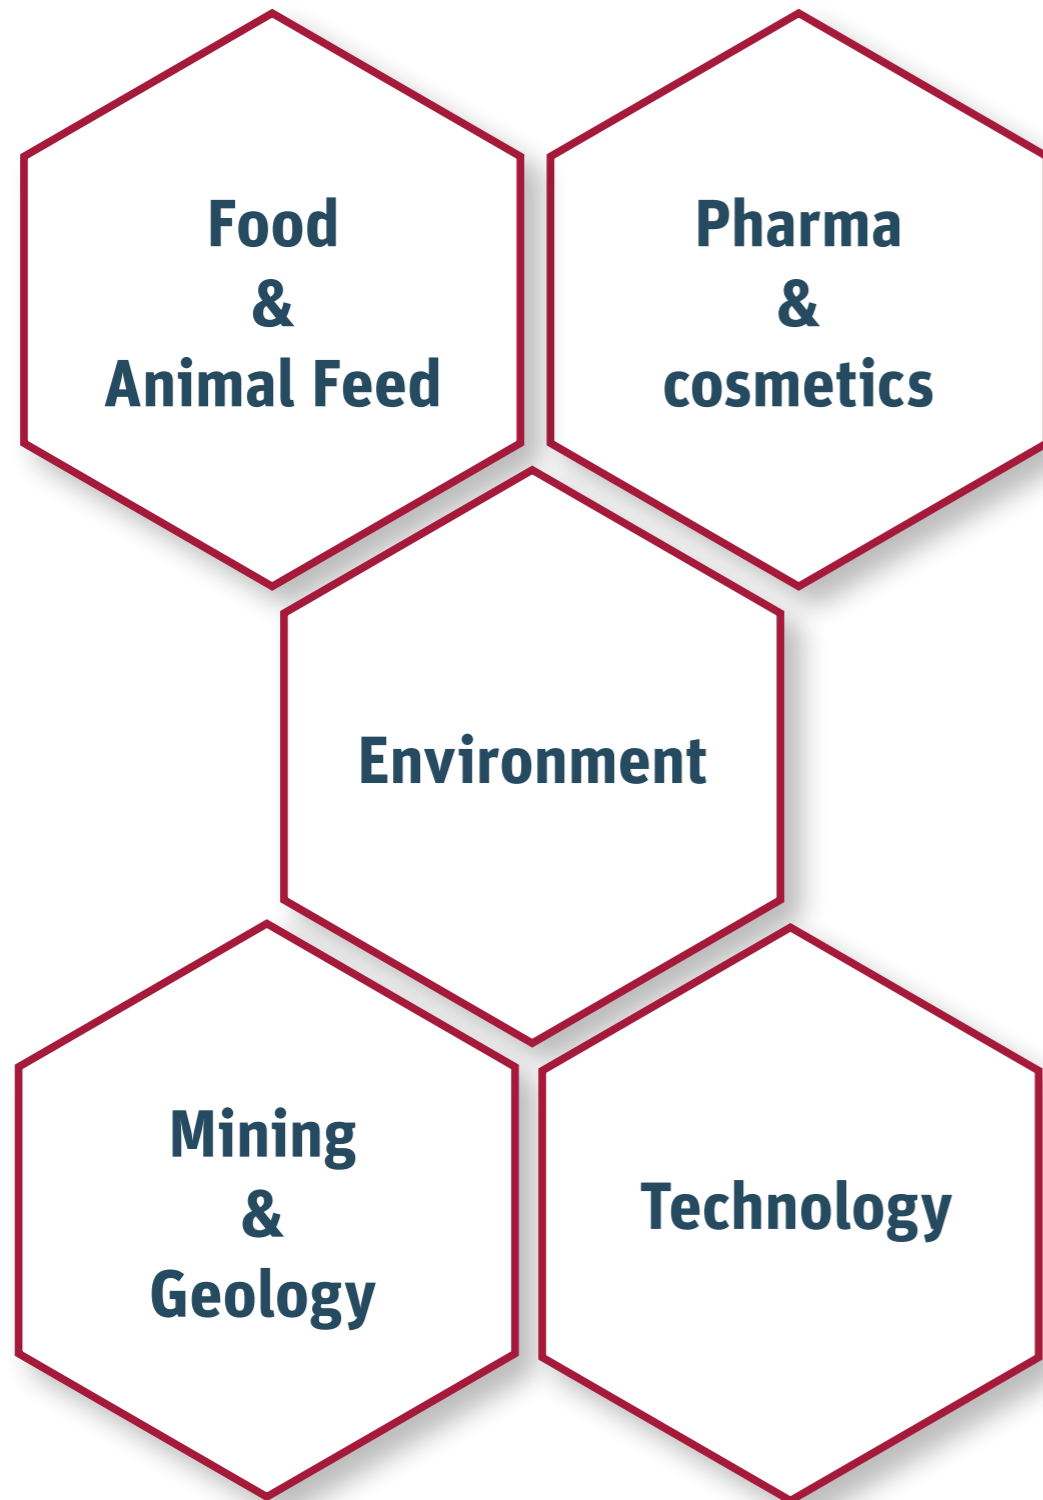 Food
&
Animal Feed
Pharma
&
cosmetics
Environment
Mining
&
Geology
Technology